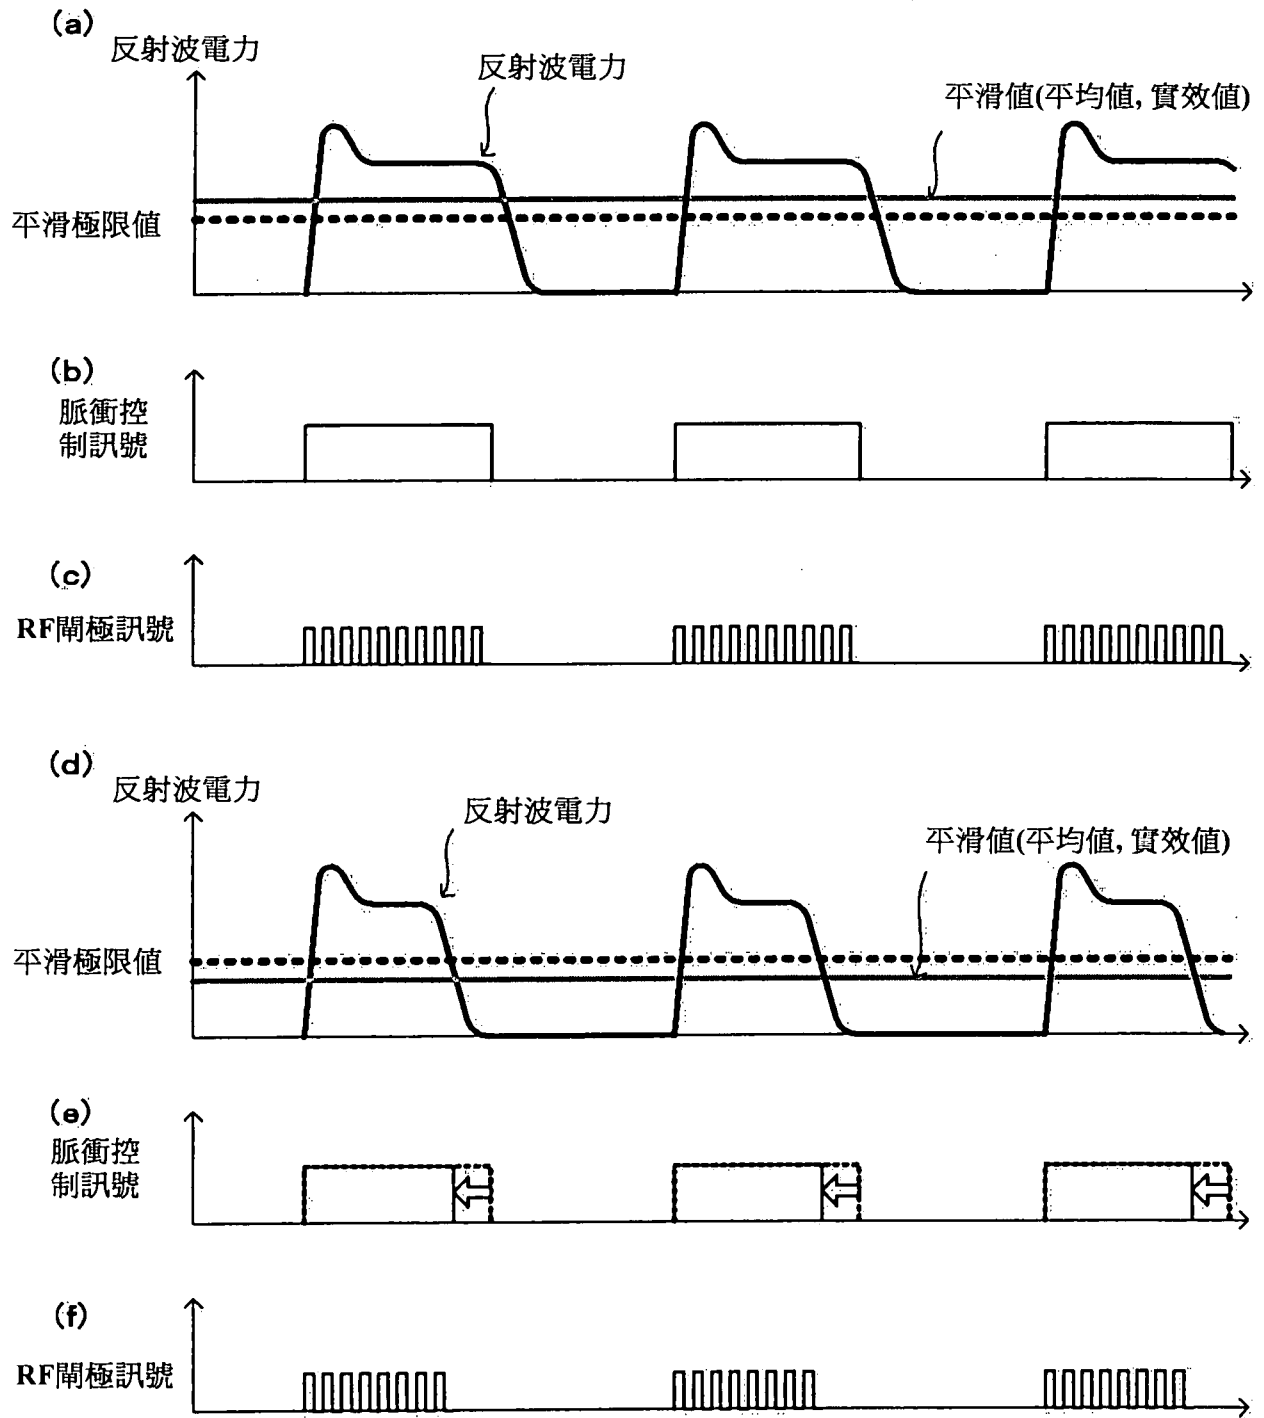 (a)
反射波電力
反射波電力
平滑值(平均值, 實效值)
平滑極限值
(b)
脈衝控
制訊號
(c)
RF閘極訊號
(d)
反射波電力
反射波電力
平滑值(平均值, 實效值)
平滑極限值
(e)
脈衝控
制訊號
(f)
RF閘極訊號